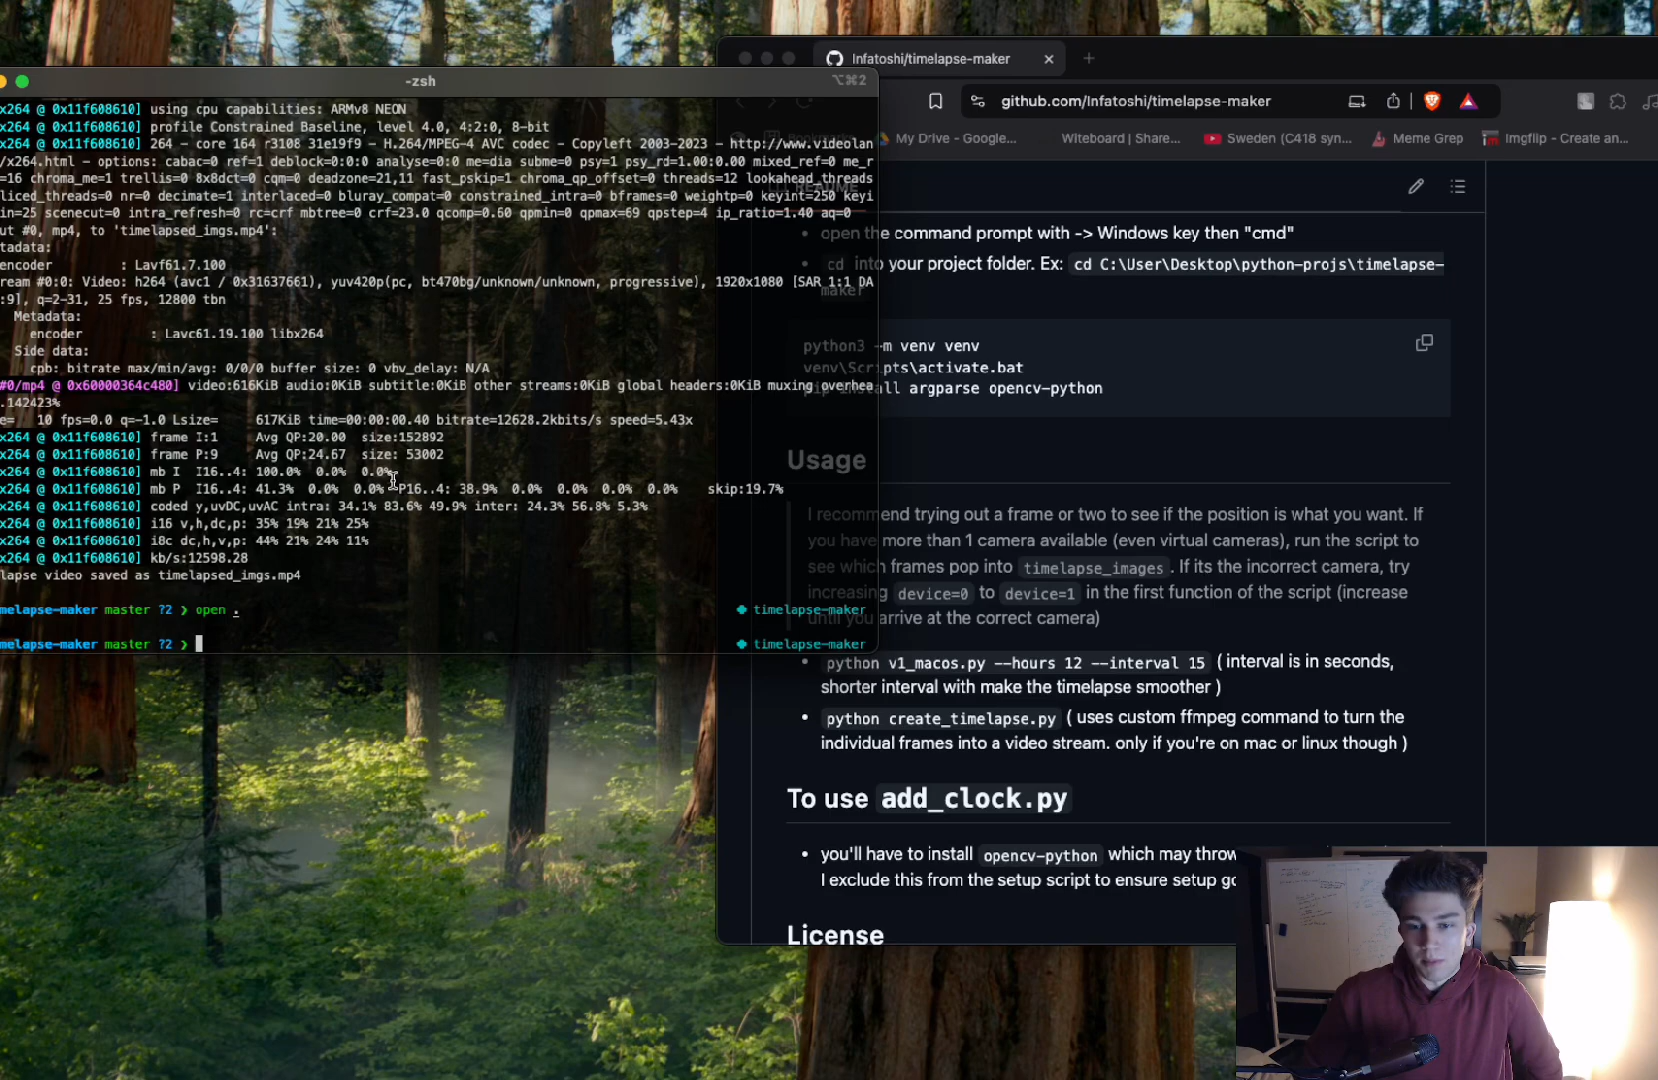 -zsh
⌥⌘2
x264 @ 0x11f608610] using cpu capabilities: ARMv8 NEON
x264 @ 0x11f608610] profile Constrained Baseline, level 4.0, 4:2:0, 8-bit
x264 @ 0x11f608610] 264 - core 164 r3108 31e19f9 - H.264/MPEG-4 AVC codec - Copyleft 2003-2023 - http://www.videolan
/x264.html - options: cabac=0 ref=1 deblock=0:0:0 analyse=0:0 me=dia subme=0 psy=1 psy_rd=1.00:0.00 mixed_ref=0 me_r
=16 chroma_me=1 trellis=0 8x8dct=0 cqm=0 deadzone=21,11 fast_pskip=1 chroma_qp_offset=0 threads=12 lookahead_threads
liced_threads=0 nr=0 decimate=1 interlaced=0 bluray_compat=0 constrained_intra=0 bframes=0 weightp=0 keyint=250 keyi
in=25 scenecut=0 intra_refresh=0 rc=crf mbtree=0 crf=23.0 qcomp=0.60 qpmin=0 qpmax=69 qpstep=4 ip_ratio=1.40 aq=0
ut #0, mp4, to 'timelapsed_imgs.mp4':
tadata:
encoder : Lavf61.7.100
ream #0:0: Video: h264 (avc1 / 0x31637661), yuv420p(pc, bt470bg/unknown/unknown, progressive), 1920x1080 [SAR 1:1 DA
:9], q=2-31, 25 fps, 12800 tbn
Metadata:
encoder : Lavc61.19.100 libx264
Side data:
cpb: bitrate max/min/avg: 0/0/0 buffer size: 0 vbv_delay: N/A
#0/mp4 @ 0x60000364c480] video:616KiB audio:0KiB subtitle:0KiB other streams:0KiB global headers:0KiB muxing overhea
.142423%
e= 10 fps=0.0 q=-1.0 Lsize= 617KiB time=00:00:00.40 bitrate=12628.2kbits/s speed=5.43x
x264 @ 0x11f608610] frame I:1 Avg QP:20.00 size:152892
x264 @ 0x11f608610] frame P:9 Avg QP:24.67 size: 53002
x264 @ 0x11f608610] mb I I16..4: 100.0% 0.0% 0.0%
x264 @ 0x11f608610] mb P I16..4: 41.3% 0.0% 0.0% P16..4: 38.9% 0.0% 0.0% 0.0% 0.0% skip:19.7%
x264 @ 0x11f608610] coded y,uvDC,uvAC intra: 34.1% 83.6% 49.9% inter: 24.3% 56.8% 5.3%
x264 @ 0x11f608610] i16 v,h,dc,p: 35% 19% 21% 25%
x264 @ 0x11f608610] i8c dc,h,v,p: 44% 21% 24% 11%
x264 @ 0x11f608610] kb/s:12598.28
lapse video saved as timelapsed_imgs.mp4
melapse-maker master ?2 ❯ open . timelapse-maker
melapse-maker master ?2 ❯ timelapse-maker
Infatoshi/timelapse-maker
github.com/Infatoshi/timelapse-maker
Bookmarks
My Drive - Google...
Witeboard | Share...
Sweden (C418 syn...
Meme Grep
Imgflip - Create an...
README
open the command prompt with -> Windows key then "cmd"
cd into your project folder. Ex: cd C:\User\Desktop\python-projs\timelapse-
maker
python3 -m venv venv
venv\Scripts\activate.bat
pip install argparse opencv-python
Usage
I recommend trying out a frame or two to see if the position is what you want. If
you have more than 1 camera available (even virtual cameras), run the script to
see which frames pop into timelapse_images. If its the incorrect camera, try
increasing device=0 to device=1 in the first function of the script (increase
until you arrive at the correct camera)
python v1_macos.py --hours 12 --interval 15 ( interval is in seconds,
shorter interval with make the timelapse smoother )
python create_timelapse.py ( uses custom ffmpeg command to turn the
individual frames into a video stream. only if you're on mac or linux though )
To use add_clock.py
you'll have to install opencv-python which may throw
I exclude this from the setup script to ensure setup go
License